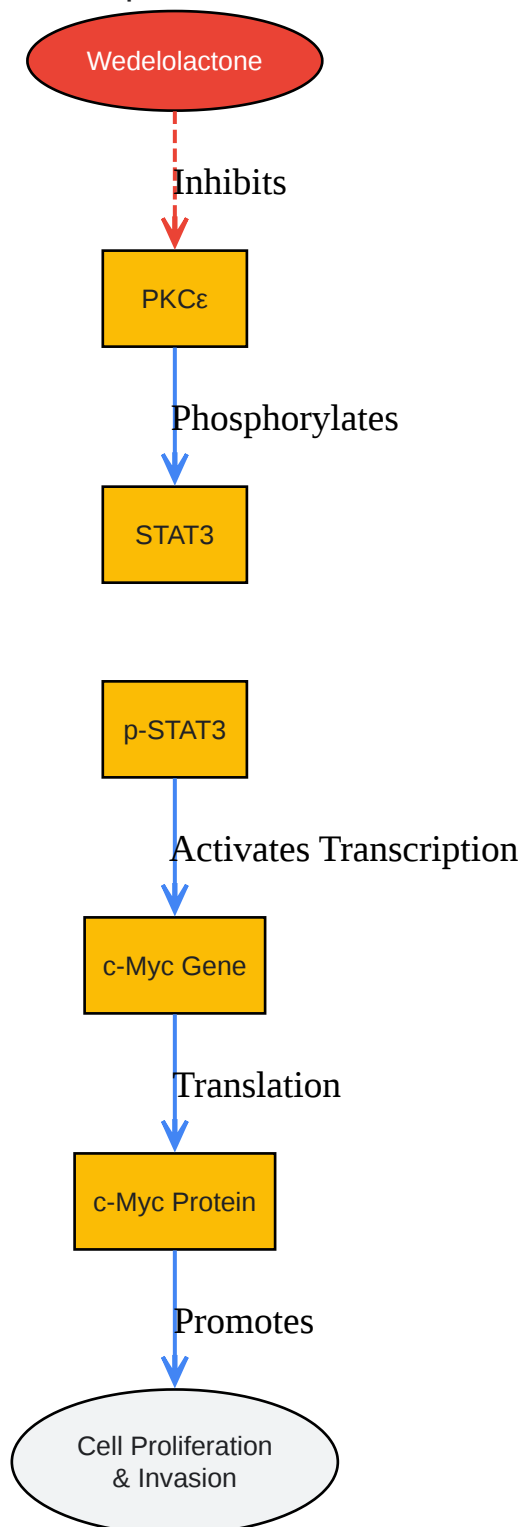 Wedelolactone
Inhibits
PKCε
Phosphorylates
STAT3
p-STAT3
Activates Transcription
c-Myc Gene
Translation
c-Myc Protein
Promotes
Cell Proliferation
& Invasion